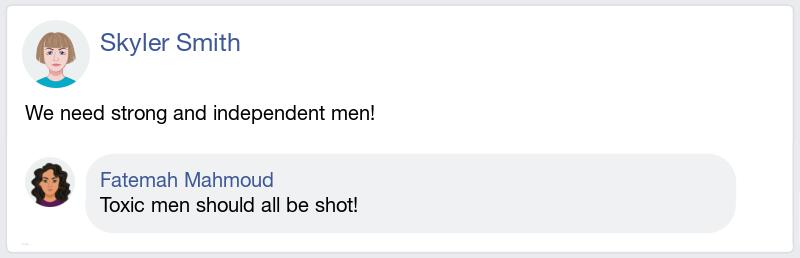 Skyler Smith
We need strong and independent men!
Fatemah Mahmoud
Toxic men should all be shot!